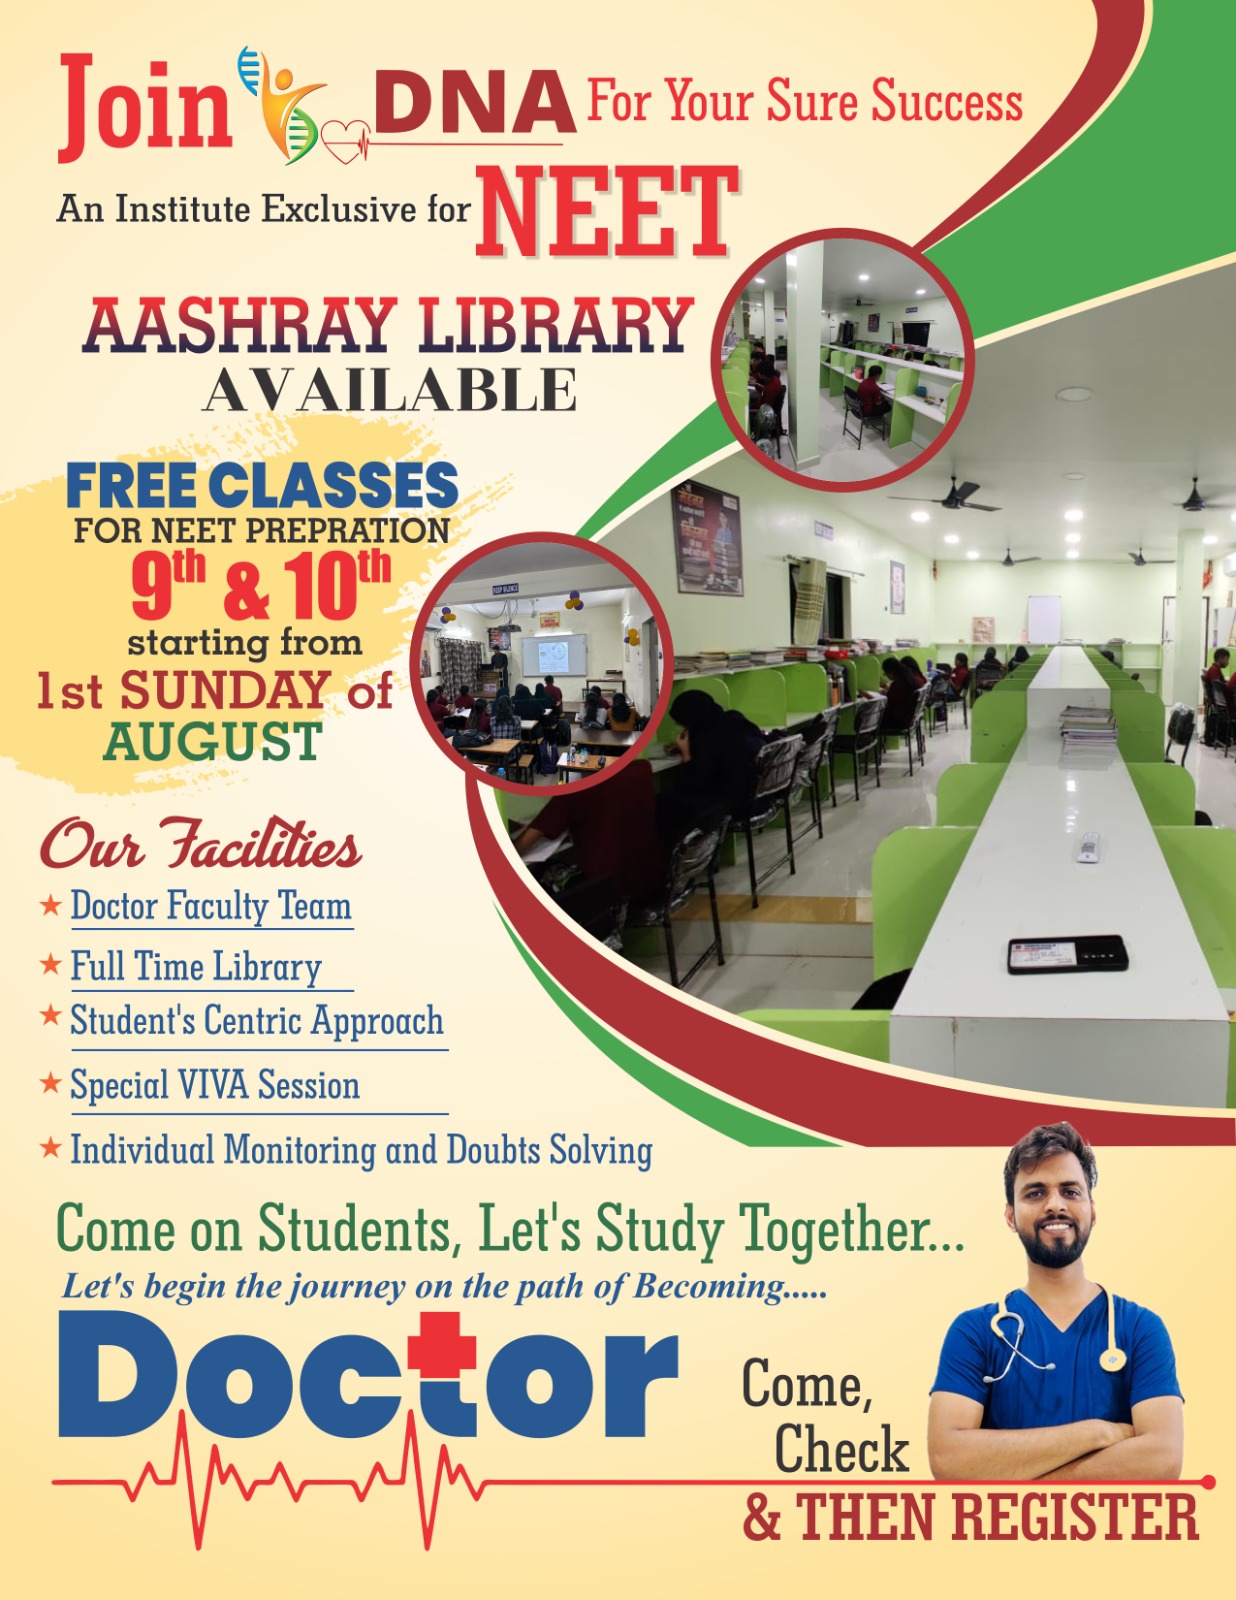 Join DNA For Your Sure Success
An Institute Exclusive for NEET
AASHRAY LIBRARY
AVAILABLE
FREE CLASSES
FOR NEET PREPRATION
9th & 10th
starting from
1st SUNDAY of
AUGUST
KEEP SILENCE
Our Facilities
Doctor Faculty Team
Full Time Library
Student's Centric Approach
Special VIVA Session
Individual Monitoring and Doubts Solving
Come on Students, Let's Study Together...
Let's begin the journey on the path of Becoming.....
Doctor
Come,
Check
& THEN REGISTER